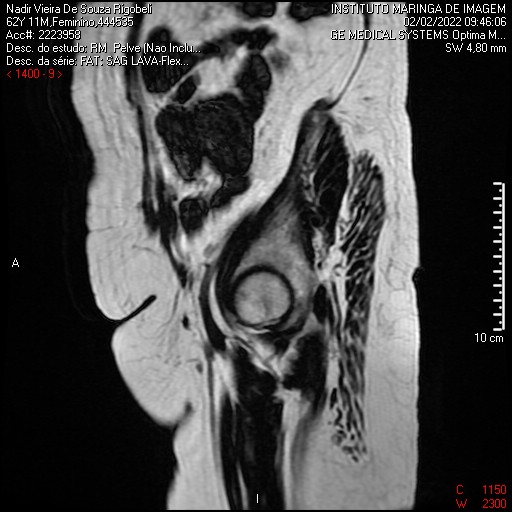 Nadir Vieira De Souza Rigobeli
62Y 11M,Feminino,444535
Acc#: 2223953
Desc. do estudo: RM Pelve (Nao Inclu...
Desc. da série: FAT: SAG LAVA-Flex...
< 1400 - 9 >
INSTITUTO MARINGA DE IMAGEM
02/02/2022 09:46:06
GE MEDICAL SYSTEMS Optima M...
SW 4,80 mm
A
10 cm
I
C 1150
W 2300